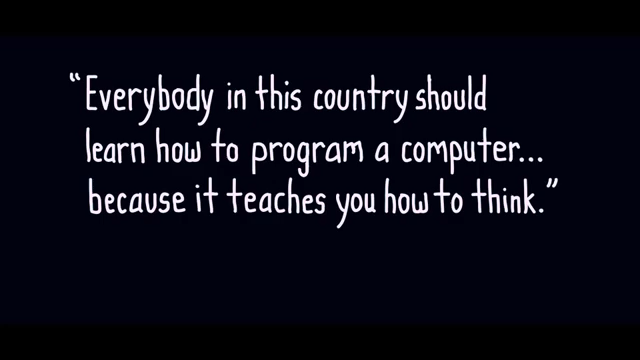 “Everybody in this country should
learn how to program a computer...
because it teaches you how to think.”